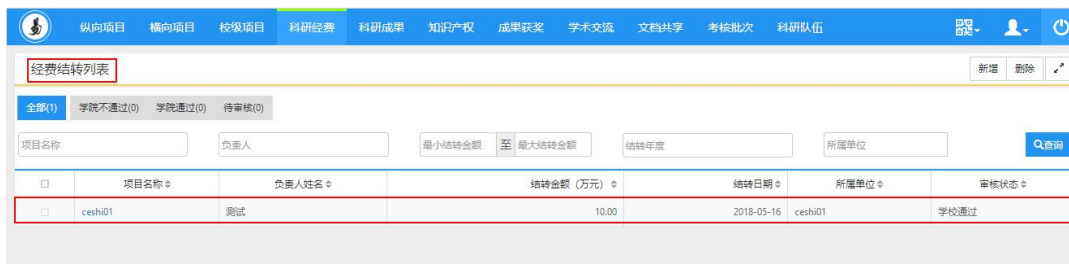 纵向项目 横向项目 校级项目 科研经费 科研成果 知识产权 成果获奖 学术交流 文档共享 考核批次 科研队伍
经费结转列表 新增 删除
全部(1) 学院不通过(0) 学院通过(0) 待审核(0)
项目名称 负责人 最小结转金额 至 最大结转金额 结转年度 所属单位 查询
项目名称 负责人姓名 结转金额（万元） 结转日期 所属单位 审核状态
ceshi01 测试 10.00 2018-05-16 ceshi01 学校通过